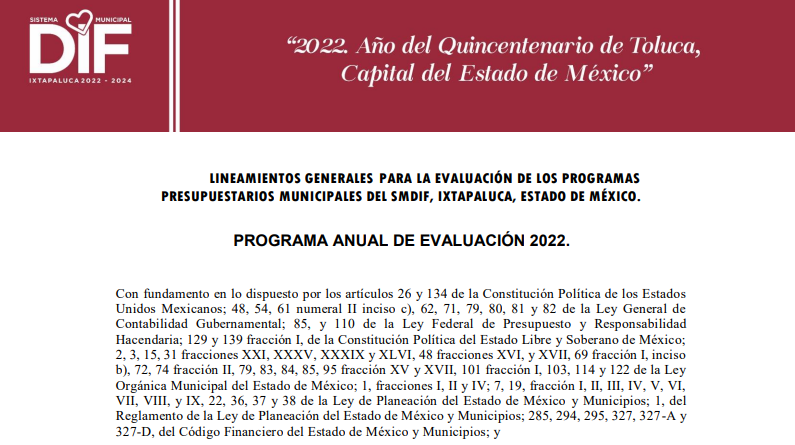 SISTEMA MUNICIPAL
DIF
IXTAPALUCA 2022 - 2024
“2022. Año del Quincentenario de Toluca,
Capital del Estado de México”
LINEAMIENTOS GENERALES PARA LA EVALUACIÓN DE LOS PROGRAMAS
PRESUPUESTARIOS MUNICIPALES DEL SMDIF, IXTAPALUCA, ESTADO DE MÉXICO.
PROGRAMA ANUAL DE EVALUACIÓN 2022.
Con fundamento en lo dispuesto por los artículos 26 y 134 de la Constitución Política de los Estados
Unidos Mexicanos; 48, 54, 61 numeral II inciso c), 62, 71, 79, 80, 81 y 82 de la Ley General de
Contabilidad Gubernamental; 85, y 110 de la Ley Federal de Presupuesto y Responsabilidad
Hacendaria; 129 y 139 fracción I, de la Constitución Política del Estado Libre y Soberano de México;
2, 3, 15, 31 fracciones XXI, XXXV, XXXIX y XLVI, 48 fracciones XVI, y XVII, 69 fracción I, inciso
b), 72, 74 fracción II, 79, 83, 84, 85, 95 fracción XV y XVII, 101 fracción I, 103, 114 y 122 de la Ley
Orgánica Municipal del Estado de México; 1, fracciones I, II y IV; 7, 19, fracción I, II, III, IV, V, VI,
VII, VIII, y IX, 22, 36, 37 y 38 de la Ley de Planeación del Estado de México y Municipios; 1, del
Reglamento de la Ley de Planeación del Estado de México y Municipios; 285, 294, 295, 327, 327-A y
327-D, del Código Financiero del Estado de México y Municipios; y